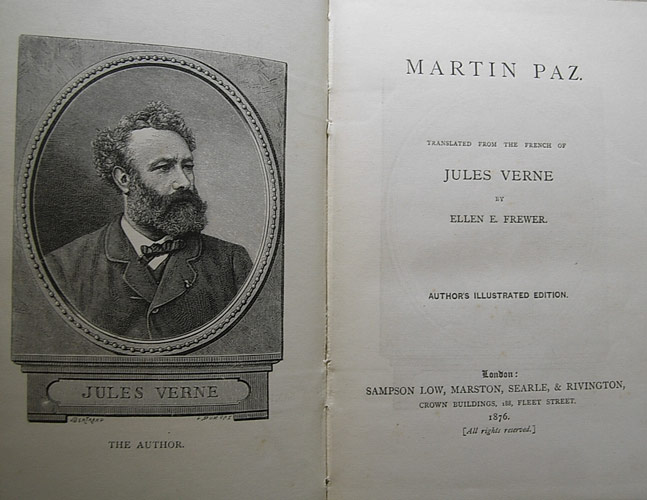 JULES VERNE
THE AUTHOR.
MARTIN PAZ.
TRANSLATED FROM THE FRENCH OF
JULES VERNE
BY
ELLEN E. FREWER.
AUTHOR'S ILLUSTRATED EDITION.
London:
SAMPSON LOW, MARSTON, SEARLE, & RIVINGTON,
CROWN BUILDINGS, 188, FLEET STREET.
1876.
[All rights reserved.]